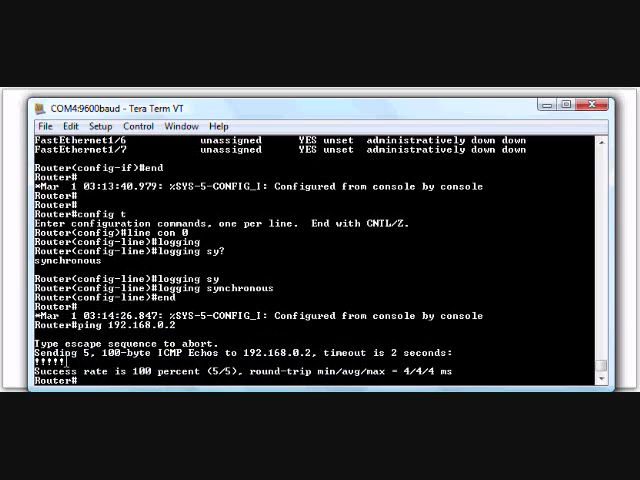 COM4:9600baud - Tera Term VT
File Edit Setup Control Window Help
FastEthernet1/6 unassigned YES unset administratively down down
FastEthernet1/7 unassigned YES unset administratively down down
Router(config-if)#end
Router#
*Mar 1 03:13:40.979: %SYS-5-CONFIG_I: Configured from console by console
Router#
Router#
Router#config t
Enter configuration commands, one per line. End with CNTL/Z.
Router(config)#line con 0
Router(config-line)#logging
Router(config-line)#logging sy?
synchronous
Router(config-line)#logging sy
Router(config-line)#logging synchronous
Router(config-line)#end
Router#
*Mar 1 03:14:26.847: %SYS-5-CONFIG_I: Configured from console by console
Router#ping 192.168.0.2
Type escape sequence to abort.
Sending 5, 100-byte ICMP Echos to 192.168.0.2, timeout is 2 seconds:
!!!!!
Success rate is 100 percent (5/5), round-trip min/avg/max = 4/4/4 ms
Router#